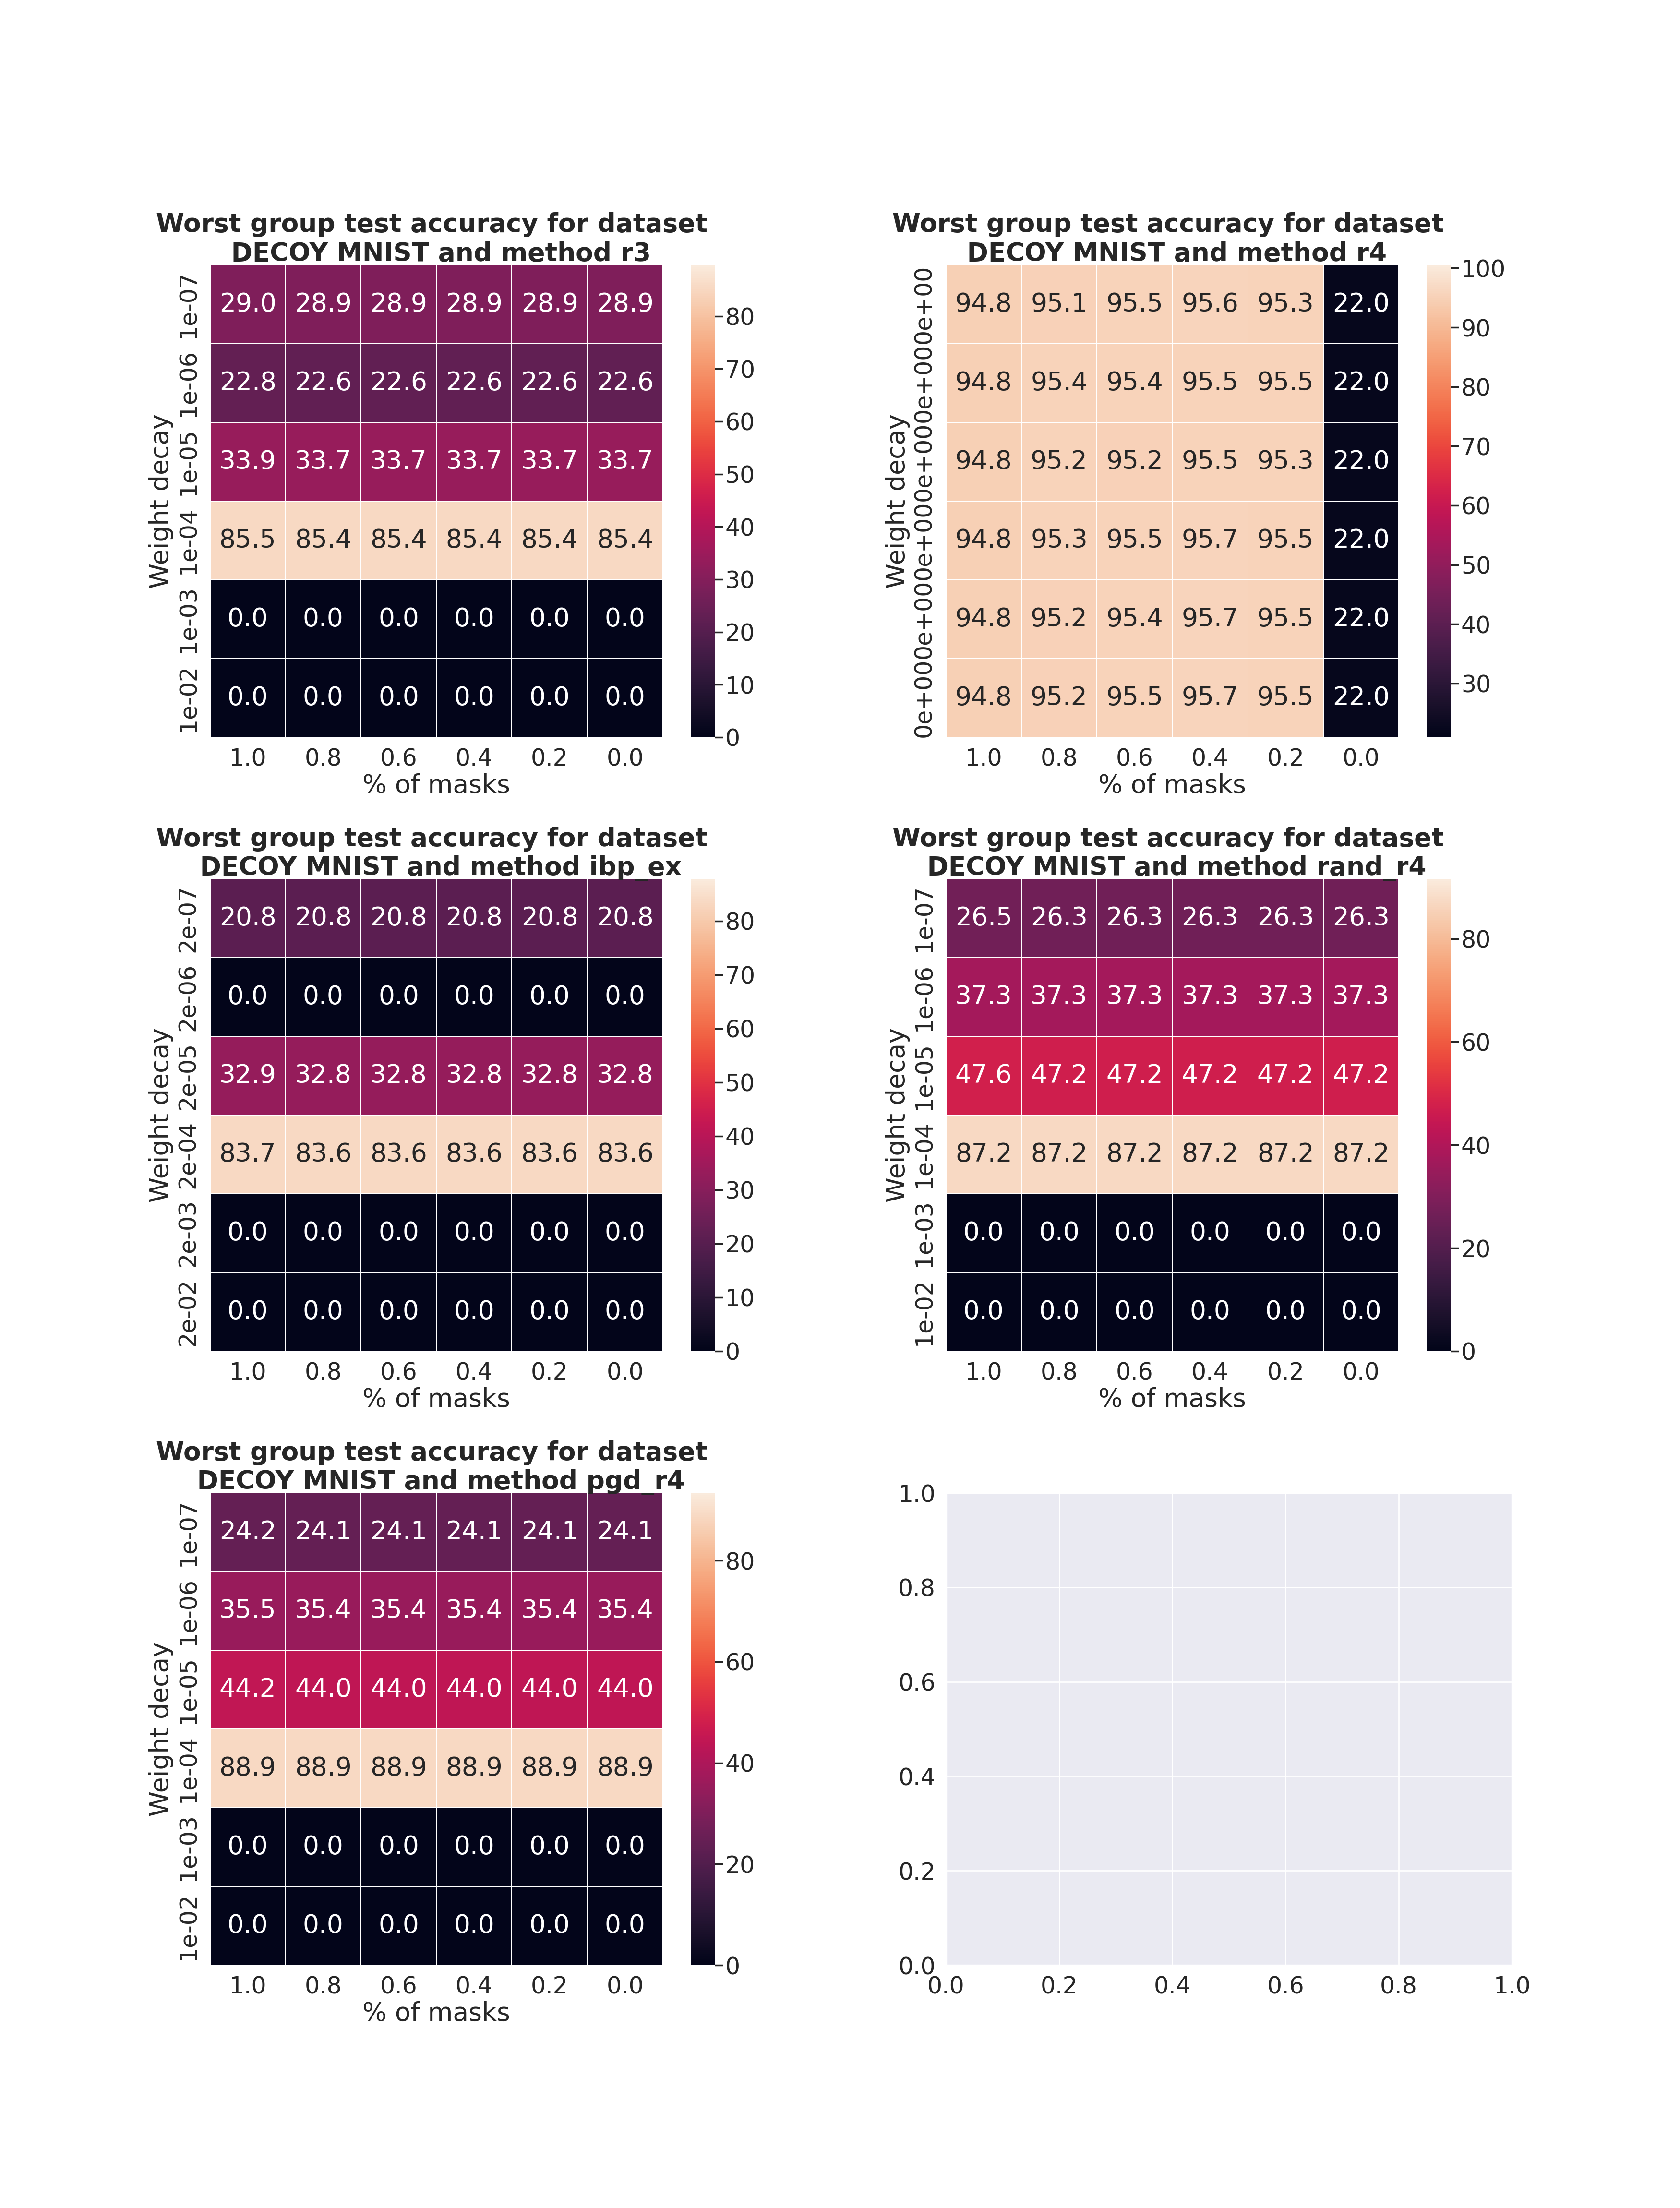 Worst group test accuracy for dataset
DECOY MNIST and method r3
1e-07 29.0 28.9 28.9 28.9 28.9 28.9
1e-06 22.8 22.6 22.6 22.6 22.6 22.6
1e-05 33.9 33.7 33.7 33.7 33.7 33.7
1e-04 85.5 85.4 85.4 85.4 85.4 85.4
1e-03 0.0 0.0 0.0 0.0 0.0 0.0
1e-02 0.0 0.0 0.0 0.0 0.0 0.0
Weight decay
1.0 0.8 0.6 0.4 0.2 0.0
% of masks
80
70
60
50
40
30
20
10
0
Worst group test accuracy for dataset
DECOY MNIST and method r4
0e+00 94.8 95.1 95.5 95.6 95.3 22.0
0e+00 94.8 95.4 95.4 95.5 95.5 22.0
0e+00 94.8 95.2 95.2 95.5 95.3 22.0
0e+00 94.8 95.3 95.5 95.7 95.5 22.0
0e+00 94.8 95.2 95.4 95.7 95.5 22.0
0e+00 94.8 95.2 95.5 95.7 95.5 22.0
Weight decay
1.0 0.8 0.6 0.4 0.2 0.0
% of masks
100
90
80
70
60
50
40
30
Worst group test accuracy for dataset
DECOY MNIST and method ibp_ex
2e-07 20.8 20.8 20.8 20.8 20.8 20.8
2e-06 0.0 0.0 0.0 0.0 0.0 0.0
2e-05 32.9 32.8 32.8 32.8 32.8 32.8
2e-04 83.7 83.6 83.6 83.6 83.6 83.6
2e-03 0.0 0.0 0.0 0.0 0.0 0.0
2e-02 0.0 0.0 0.0 0.0 0.0 0.0
Weight decay
1.0 0.8 0.6 0.4 0.2 0.0
% of masks
80
70
60
50
40
30
20
10
0
Worst group test accuracy for dataset
DECOY MNIST and method rand_r4
1e-07 26.5 26.3 26.3 26.3 26.3 26.3
1e-06 37.3 37.3 37.3 37.3 37.3 37.3
1e-05 47.6 47.2 47.2 47.2 47.2 47.2
1e-04 87.2 87.2 87.2 87.2 87.2 87.2
1e-03 0.0 0.0 0.0 0.0 0.0 0.0
1e-02 0.0 0.0 0.0 0.0 0.0 0.0
Weight decay
1.0 0.8 0.6 0.4 0.2 0.0
% of masks
80
60
40
20
0
Worst group test accuracy for dataset
DECOY MNIST and method pgd_r4
1e-07 24.2 24.1 24.1 24.1 24.1 24.1
1e-06 35.5 35.4 35.4 35.4 35.4 35.4
1e-05 44.2 44.0 44.0 44.0 44.0 44.0
1e-04 88.9 88.9 88.9 88.9 88.9 88.9
1e-03 0.0 0.0 0.0 0.0 0.0 0.0
1e-02 0.0 0.0 0.0 0.0 0.0 0.0
Weight decay
1.0 0.8 0.6 0.4 0.2 0.0
% of masks
80
60
40
20
0
1.0
0.8
0.6
0.4
0.2
0.0
0.0 0.2 0.4 0.6 0.8 1.0